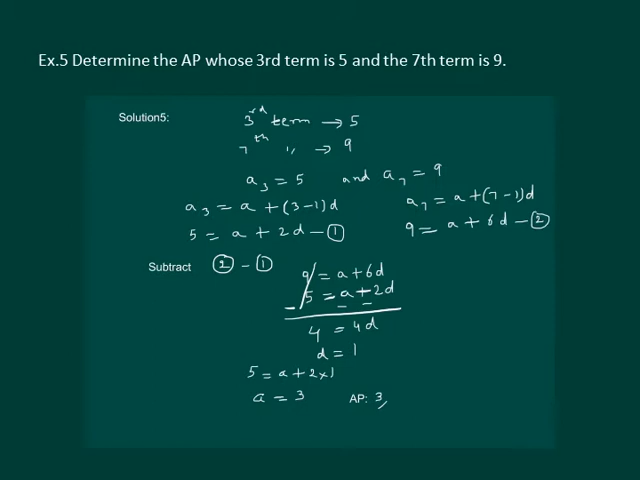 Ex.5 Determine the AP whose 3rd term is 5 and the 7th term is 9.
Solution5: 3rd term → 5
7th ,, → 9
a₃ = 5 and a₇ = 9
a₃ = a + (3-1)d a₇ = a + (7-1)d
5 = a + 2d — ① 9 = a + 6d — ②
Subtract ② - ①
9 = a + 6d
5 = a + 2d
- - -
4 = 4d
d = 1
5 = a + 2×1
a = 3 AP: 3,